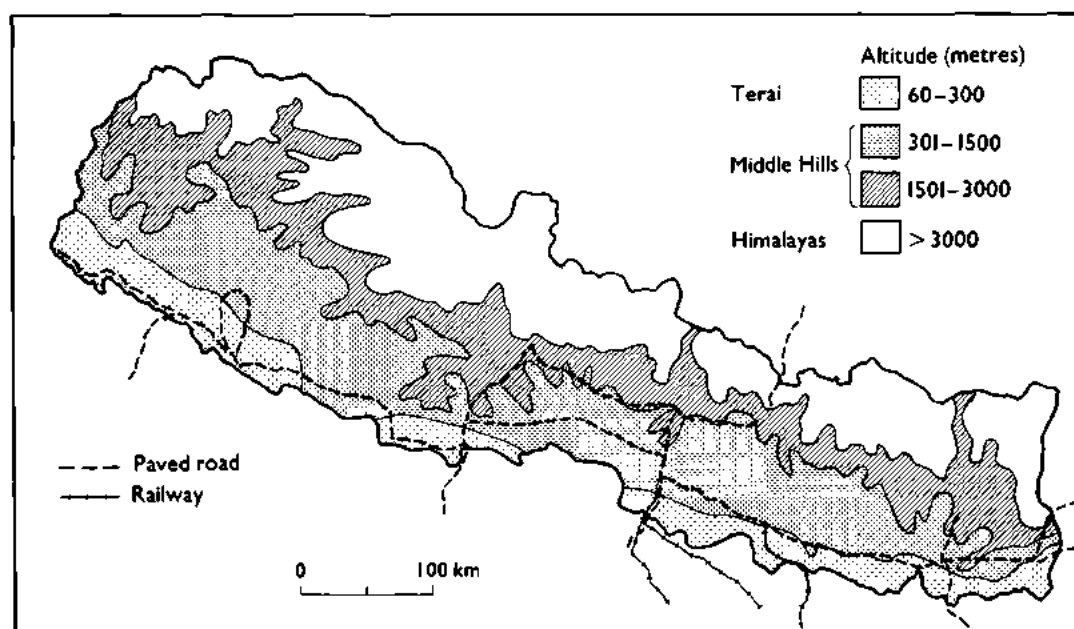 Altitude (metres)
Terai 60–300
301–1500
Middle Hills
1501–3000
Himalayas > 3000
Paved road
Railway
0 100 km